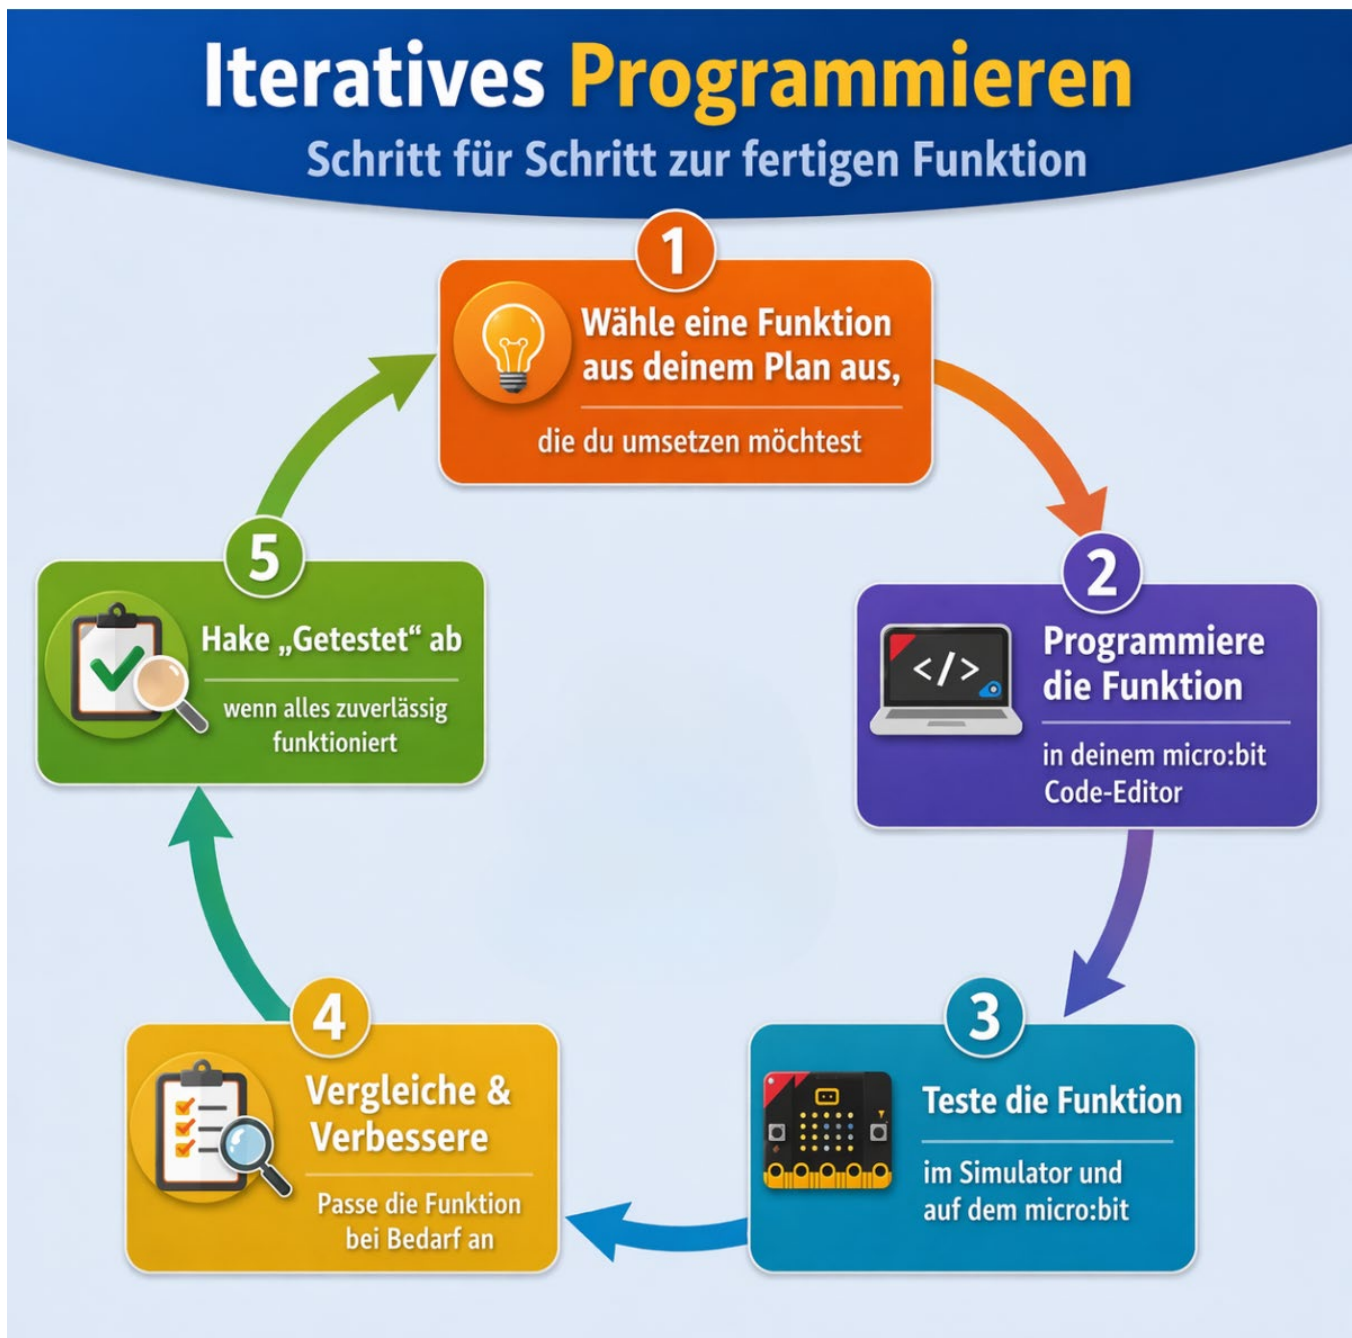 Iteratives Programmieren
Schritt für Schritt zur fertigen Funktion
1
Wähle eine Funktion
aus deinem Plan aus,
die du umsetzen möchtest
2
Programmiere
die Funktion
in deinem micro:bit
Code-Editor
</>
3
Teste die Funktion
im Simulator und
auf dem micro:bit
4
Vergleiche &
Verbessere
Passe die Funktion
bei Bedarf an
5
Hake „Getestet“ ab
wenn alles zuverlässig
funktioniert